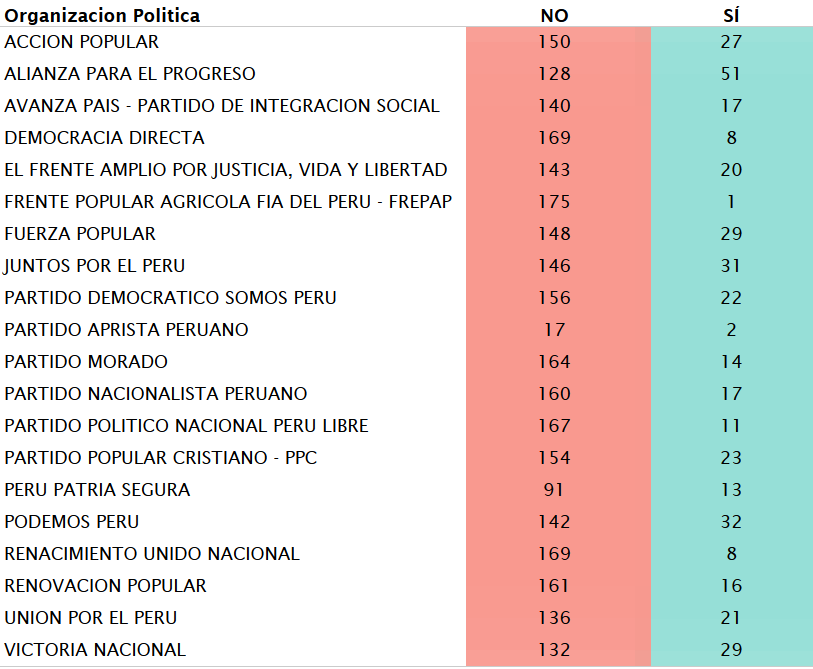 Organizacion Politica NO SÍ
ACCION POPULAR 150 27
ALIANZA PARA EL PROGRESO 128 51
AVANZA PAIS - PARTIDO DE INTEGRACION SOCIAL 140 17
DEMOCRACIA DIRECTA 169 8
EL FRENTE AMPLIO POR JUSTICIA, VIDA Y LIBERTAD 143 20
FRENTE POPULAR AGRICOLA FIA DEL PERU - FREPAP 175 1
FUERZA POPULAR 148 29
JUNTOS POR EL PERU 146 31
PARTIDO DEMOCRATICO SOMOS PERU 156 22
PARTIDO APRISTA PERUANO 17 2
PARTIDO MORADO 164 14
PARTIDO NACIONALISTA PERUANO 160 17
PARTIDO POLITICO NACIONAL PERU LIBRE 167 11
PARTIDO POPULAR CRISTIANO - PPC 154 23
PERU PATRIA SEGURA 91 13
PODEMOS PERU 142 32
RENACIMIENTO UNIDO NACIONAL 169 8
RENOVACION POPULAR 161 16
UNION POR EL PERU 136 21
VICTORIA NACIONAL 132 29